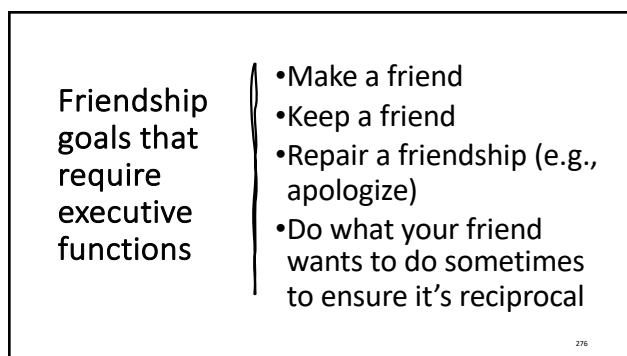 Friendship
goals that
require
executive
functions
•Make a friend
•Keep a friend
•Repair a friendship (e.g.,
apologize)
•Do what your friend
wants to do sometimes
to ensure it’s reciprocal
276